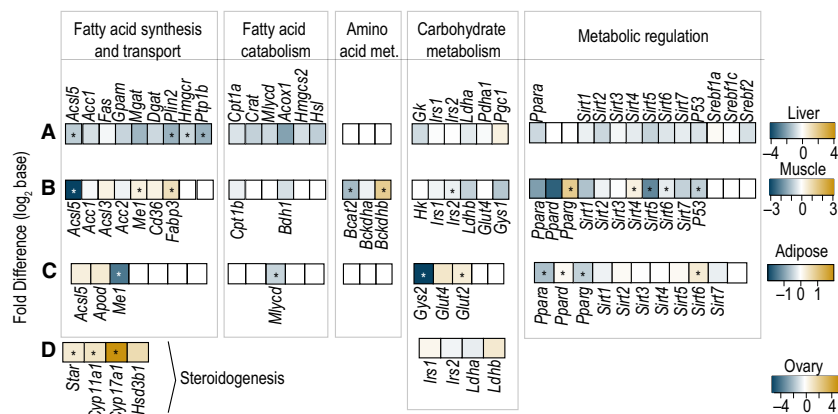 Fatty acid synthesis
and transport
Fatty acid
catabolism
Amino
acid met.
Carbohydrate
metabolism
Metabolic regulation
Fold Difference (log2 base)
A
Acsl5 Acc1 Fas Gpam Mgat Dgat Plin2 Hmgcr Ptp1b
* * * *
Cpt1a Crat Mlycd Acox1 Hmgcs2 Hsl
Gk Irs1 Irs2 Ldha Pdha1 Pgc1
Ppara Sirt1 Sirt2 Sirt3 Sirt4 Sirt5 Sirt6 Sirt7 P53 Srebf1a Srebf1c Srebf2
Liver
−4 0 4
B
* * *
Acsl5 Acc1 Acsl3 Acc2 Me1 Cd36 Fabp3
Cpt1b Bdh1
* *
Bcat2 Bckdha Bckdhb
*
Hk Irs1 Irs2 Ldhb Glut4 Gys1
* * * * *
Ppara Ppard Pparg Sirt1 Sirt2 Sirt3 Sirt4 Sirt5 Sirt6 Sirt7 P53
Muscle
−3 0 3
C
*
Acsl5 Apod Me1
*
Mlycd
* *
Gys2 Glut4 Glut2
* * * *
Ppara Ppard Pparg Sirt1 Sirt2 Sirt3 Sirt4 Sirt5 Sirt6 Sirt7
Adipose
−10 0 1
D
* * *
Star Cyp11a1 Cyp17a1 Hsd3b1
Steroidogenesis
Irs1 Irs2 Ldha Ldhb
Ovary
−4 0 4